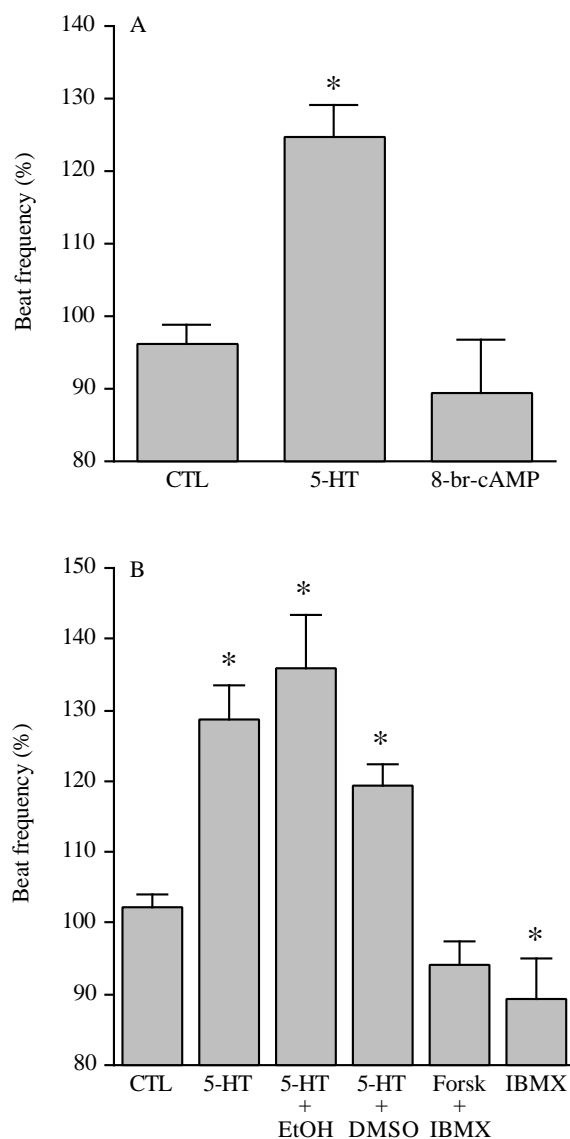 A
Beat frequency (%)
140
130
120
110
100
90
80
*
CTL 5-HT 8-br-cAMP
B
Beat frequency (%)
150
140
130
120
110
100
90
80
* * * *
CTL 5-HT 5-HT 5-HT Forsk IBMX
+ + +
EtOH DMSO IBMX